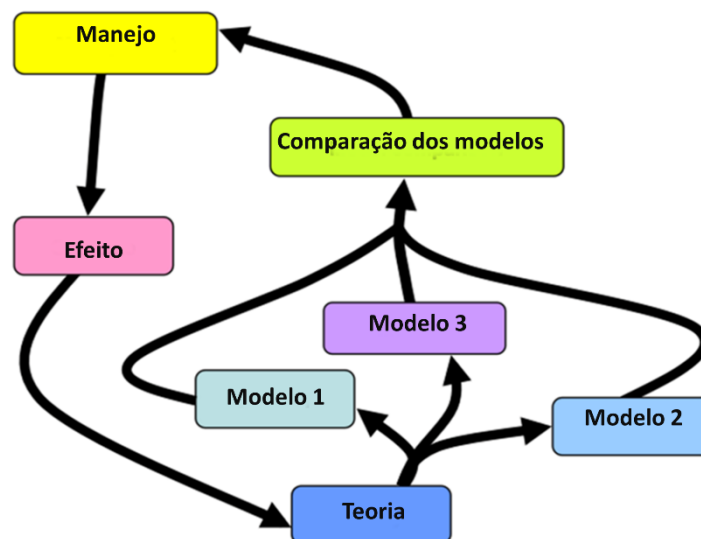 Manejo
Comparação dos modelos
Efeito
Modelo 3
Modelo 1
Modelo 2
Teoria